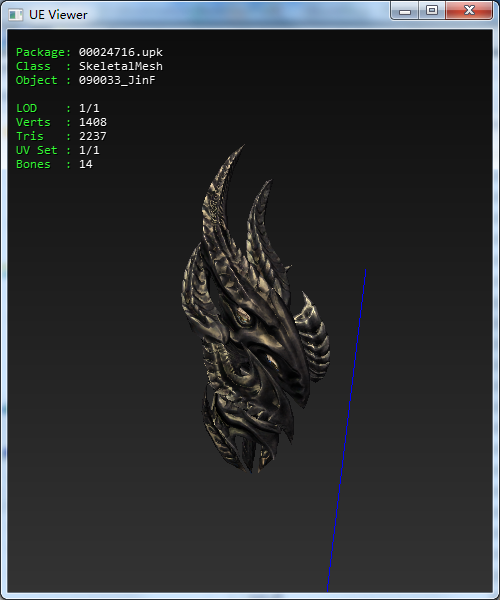 UE Viewer
Package: 00024716.upk
Class : SkeletalMesh
Object : 090033_JinF
LOD : 1/1
Verts : 1408
Tris : 2237
UV Set : 1/1
Bones : 14